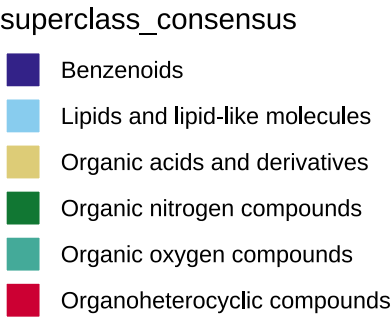 superclass_consensus
Benzenoids
Lipids and lipid-like molecules
Organic acids and derivatives
Organic nitrogen compounds
Organic oxygen compounds
Organoheterocyclic compounds